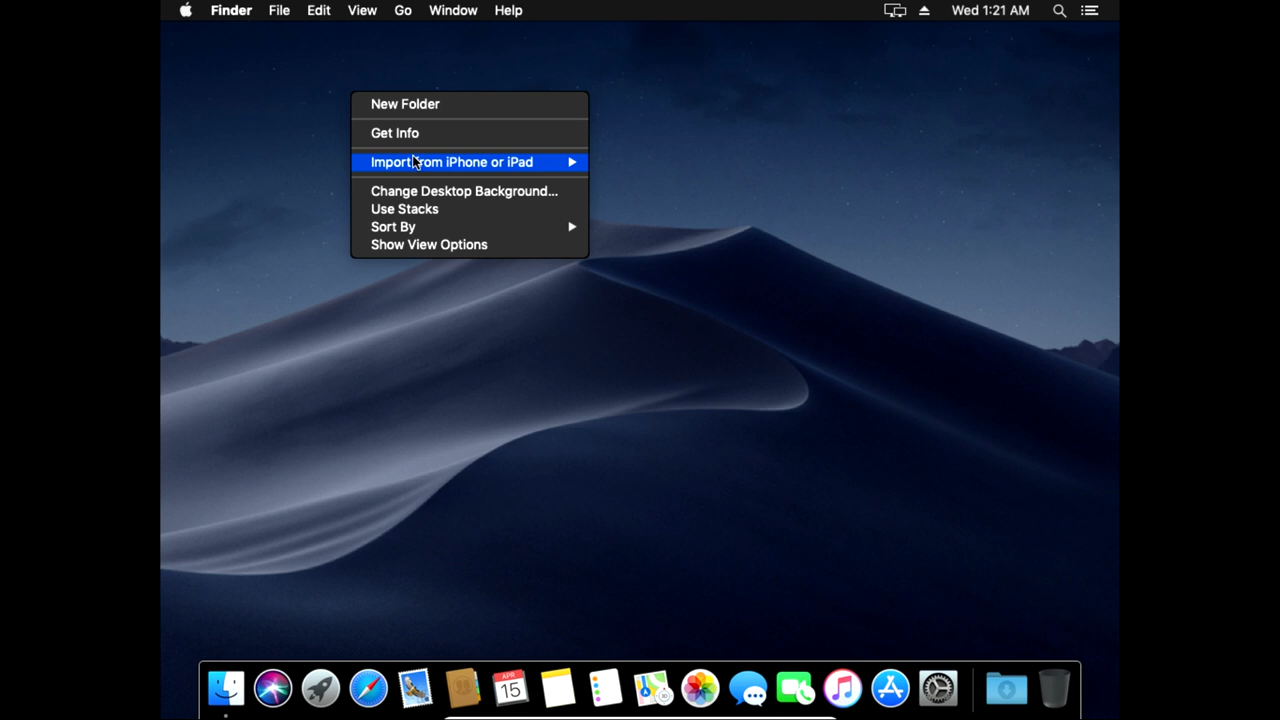 Finder File Edit View Go Window Help Wed 1:21 AM
New Folder
Get Info
Import from iPhone or iPad
Change Desktop Background...
Use Stacks
Sort By
Show View Options
APR
15